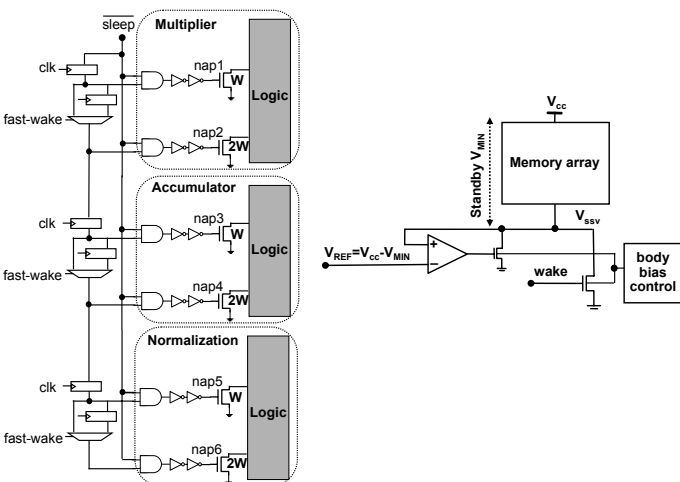 sleep
Multiplier
clk
nap1
W
Logic
fast-wake
nap2
2W
Accumulator
clk
nap3
W
Logic
fast-wake
nap4
2W
Normalization
clk
nap5
W
Logic
fast-wake
nap6
2W
Vcc
Standby VMIN
Memory array
Vssv
VREF=Vcc-VMIN
+
−
wake
body
bias
control